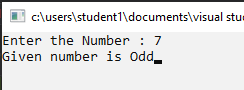 c:\users\student1\documents\visual stu
Enter the Number : 7
Given number is Odd